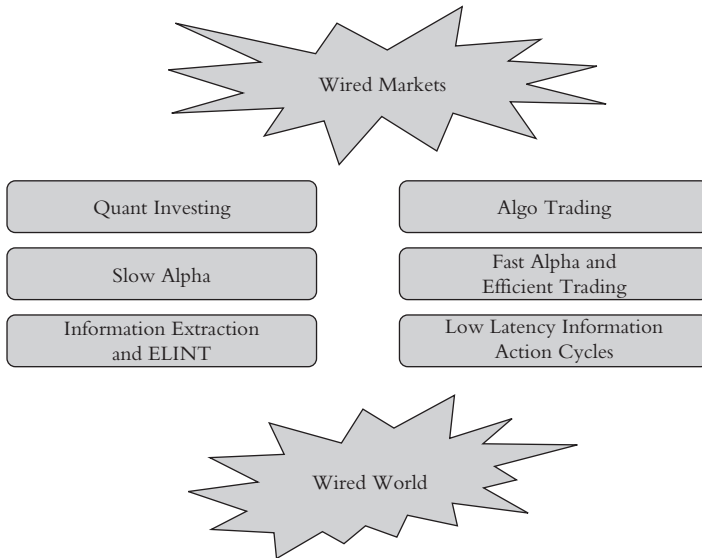 Wired Markets
Quant Investing
Algo Trading
Slow Alpha
Fast Alpha and
Efficient Trading
Information Extraction
and ELINT
Low Latency Information
Action Cycles
Wired World